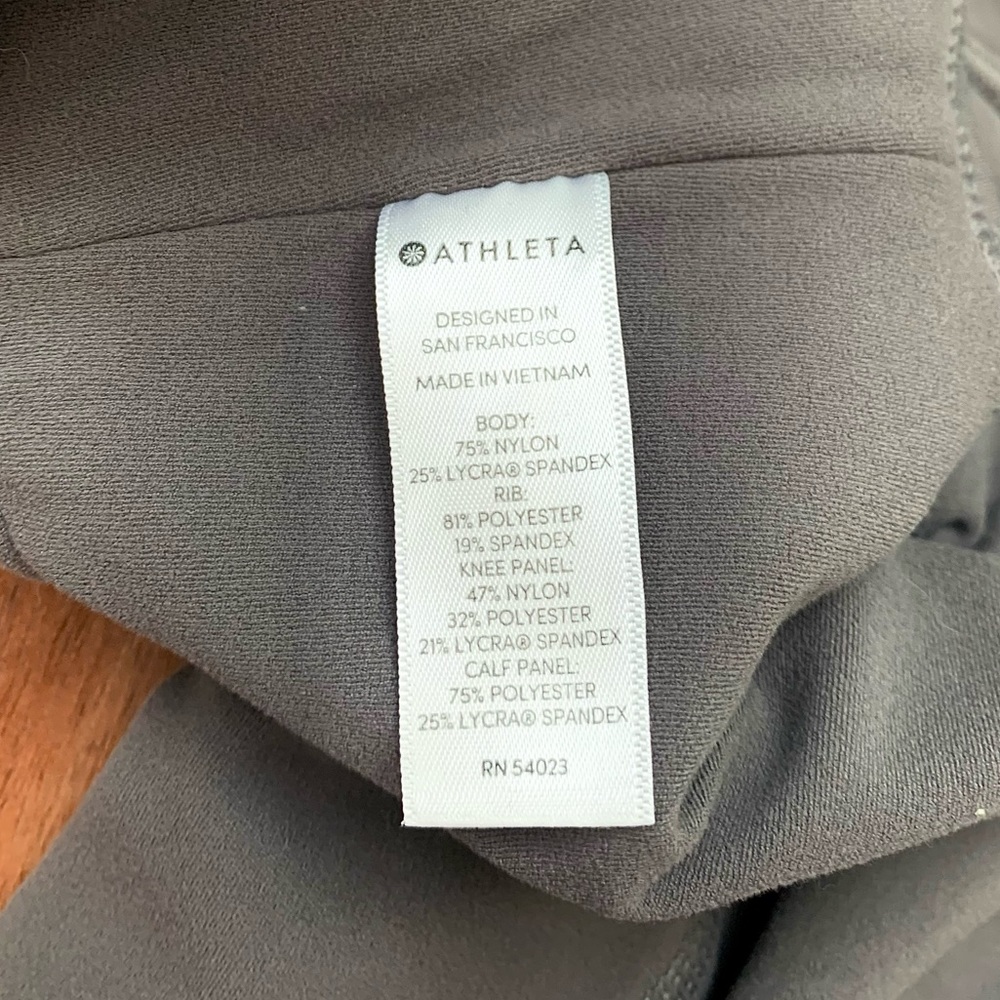 ATHLETA
DESIGNED IN
SAN FRANCISCO
MADE IN VIETNAM
BODY:
75% NYLON
25% LYCRA® SPANDEX
RIB:
81% POLYESTER
19% SPANDEX
KNEE PANEL:
47% NYLON
32% POLYESTER
21% LYCRA® SPANDEX
CALF PANEL:
75% POLYESTER
25% LYCRA® SPANDEX
RN 54023